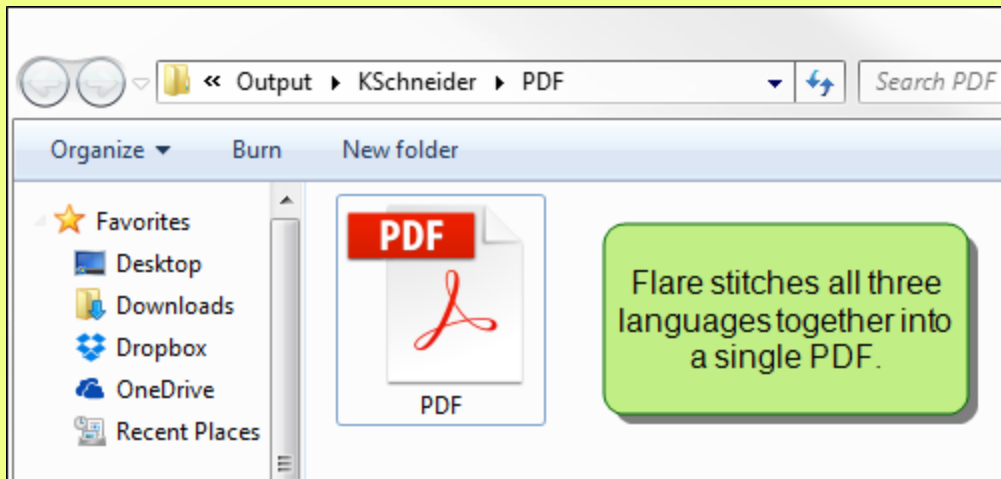 « Output ▸ KSchneider ▸ PDF
Search PDF
Organize ▾ Burn New folder
Favorites
Desktop
Downloads
Dropbox
OneDrive
Recent Places
PDF
PDF
Flare stitches all three
languages together into
a single PDF.